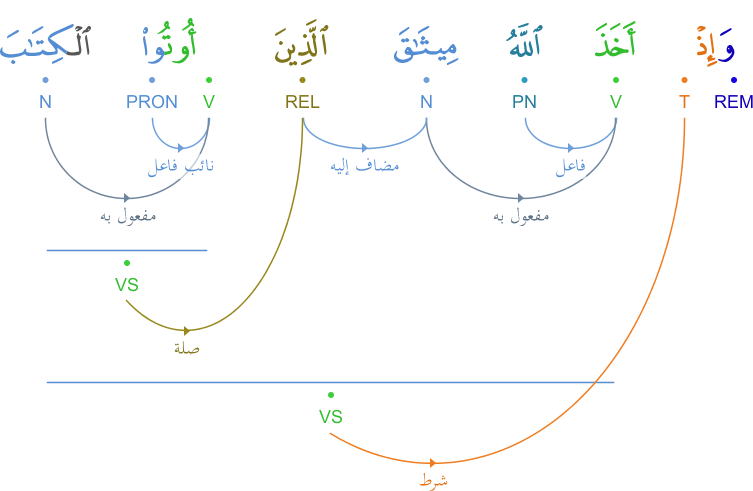 وَإِذْ أَخَذَ ٱللَّهُ مِيثَـٰقَ ٱلَّذِينَ أُوتُوا۟ ٱلْكِتَـٰبَ
REM T V PN N REL V PRON N
فاعل مضاف إليه نائب فاعل
مفعول به مفعول به
VS
صلة
VS
شرط